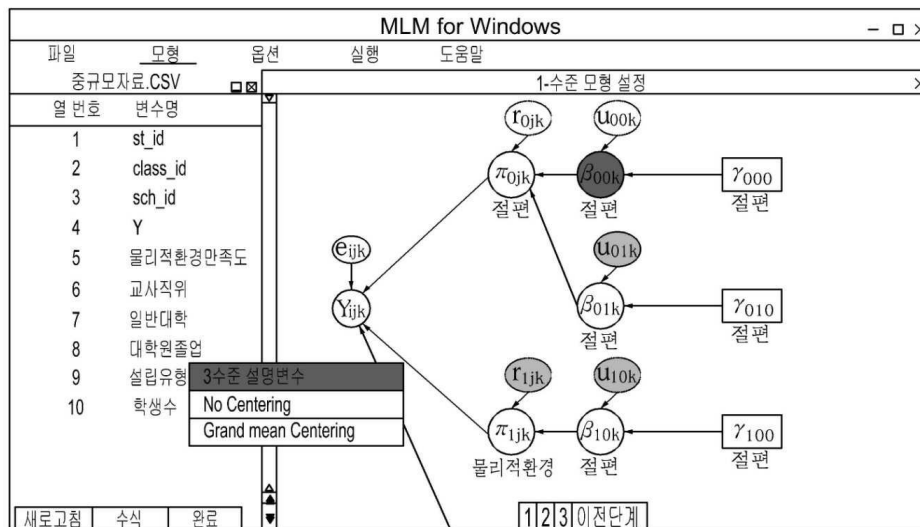 MLM for Windows
파일 모형 옵션 실행 도움말
중규모자료.CSV
1-수준 모형 설정
열 번호 변수명
1 st_id
2 class_id
3 sch_id
4 Y
5 물리적환경만족도
6 교사직위
7 일반대학
8 대학원졸업
9 설립유형
10 학생수
3수준 설명변수
No Centering
Grand mean Centering
새로고침 수식 완료
r0jk u00k
π0jk β00k γ000
절편 절편 절편
eijk u01k
Yijk β01k γ010
절편 절편
r1jk u10k
π1jk β10k γ100
물리적환경 절편 절편
1 2 3 이전단계